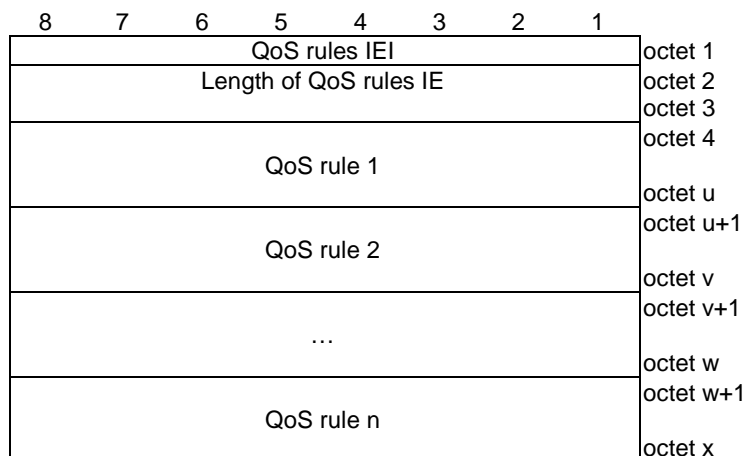 8 7 6 5 4 3 2 1
QoS rules IEI octet 1
Length of QoS rules IE octet 2
octet 3
octet 4
QoS rule 1
octet u
octet u+1
QoS rule 2
octet v
octet v+1
…
octet w
octet w+1
QoS rule n
octet x